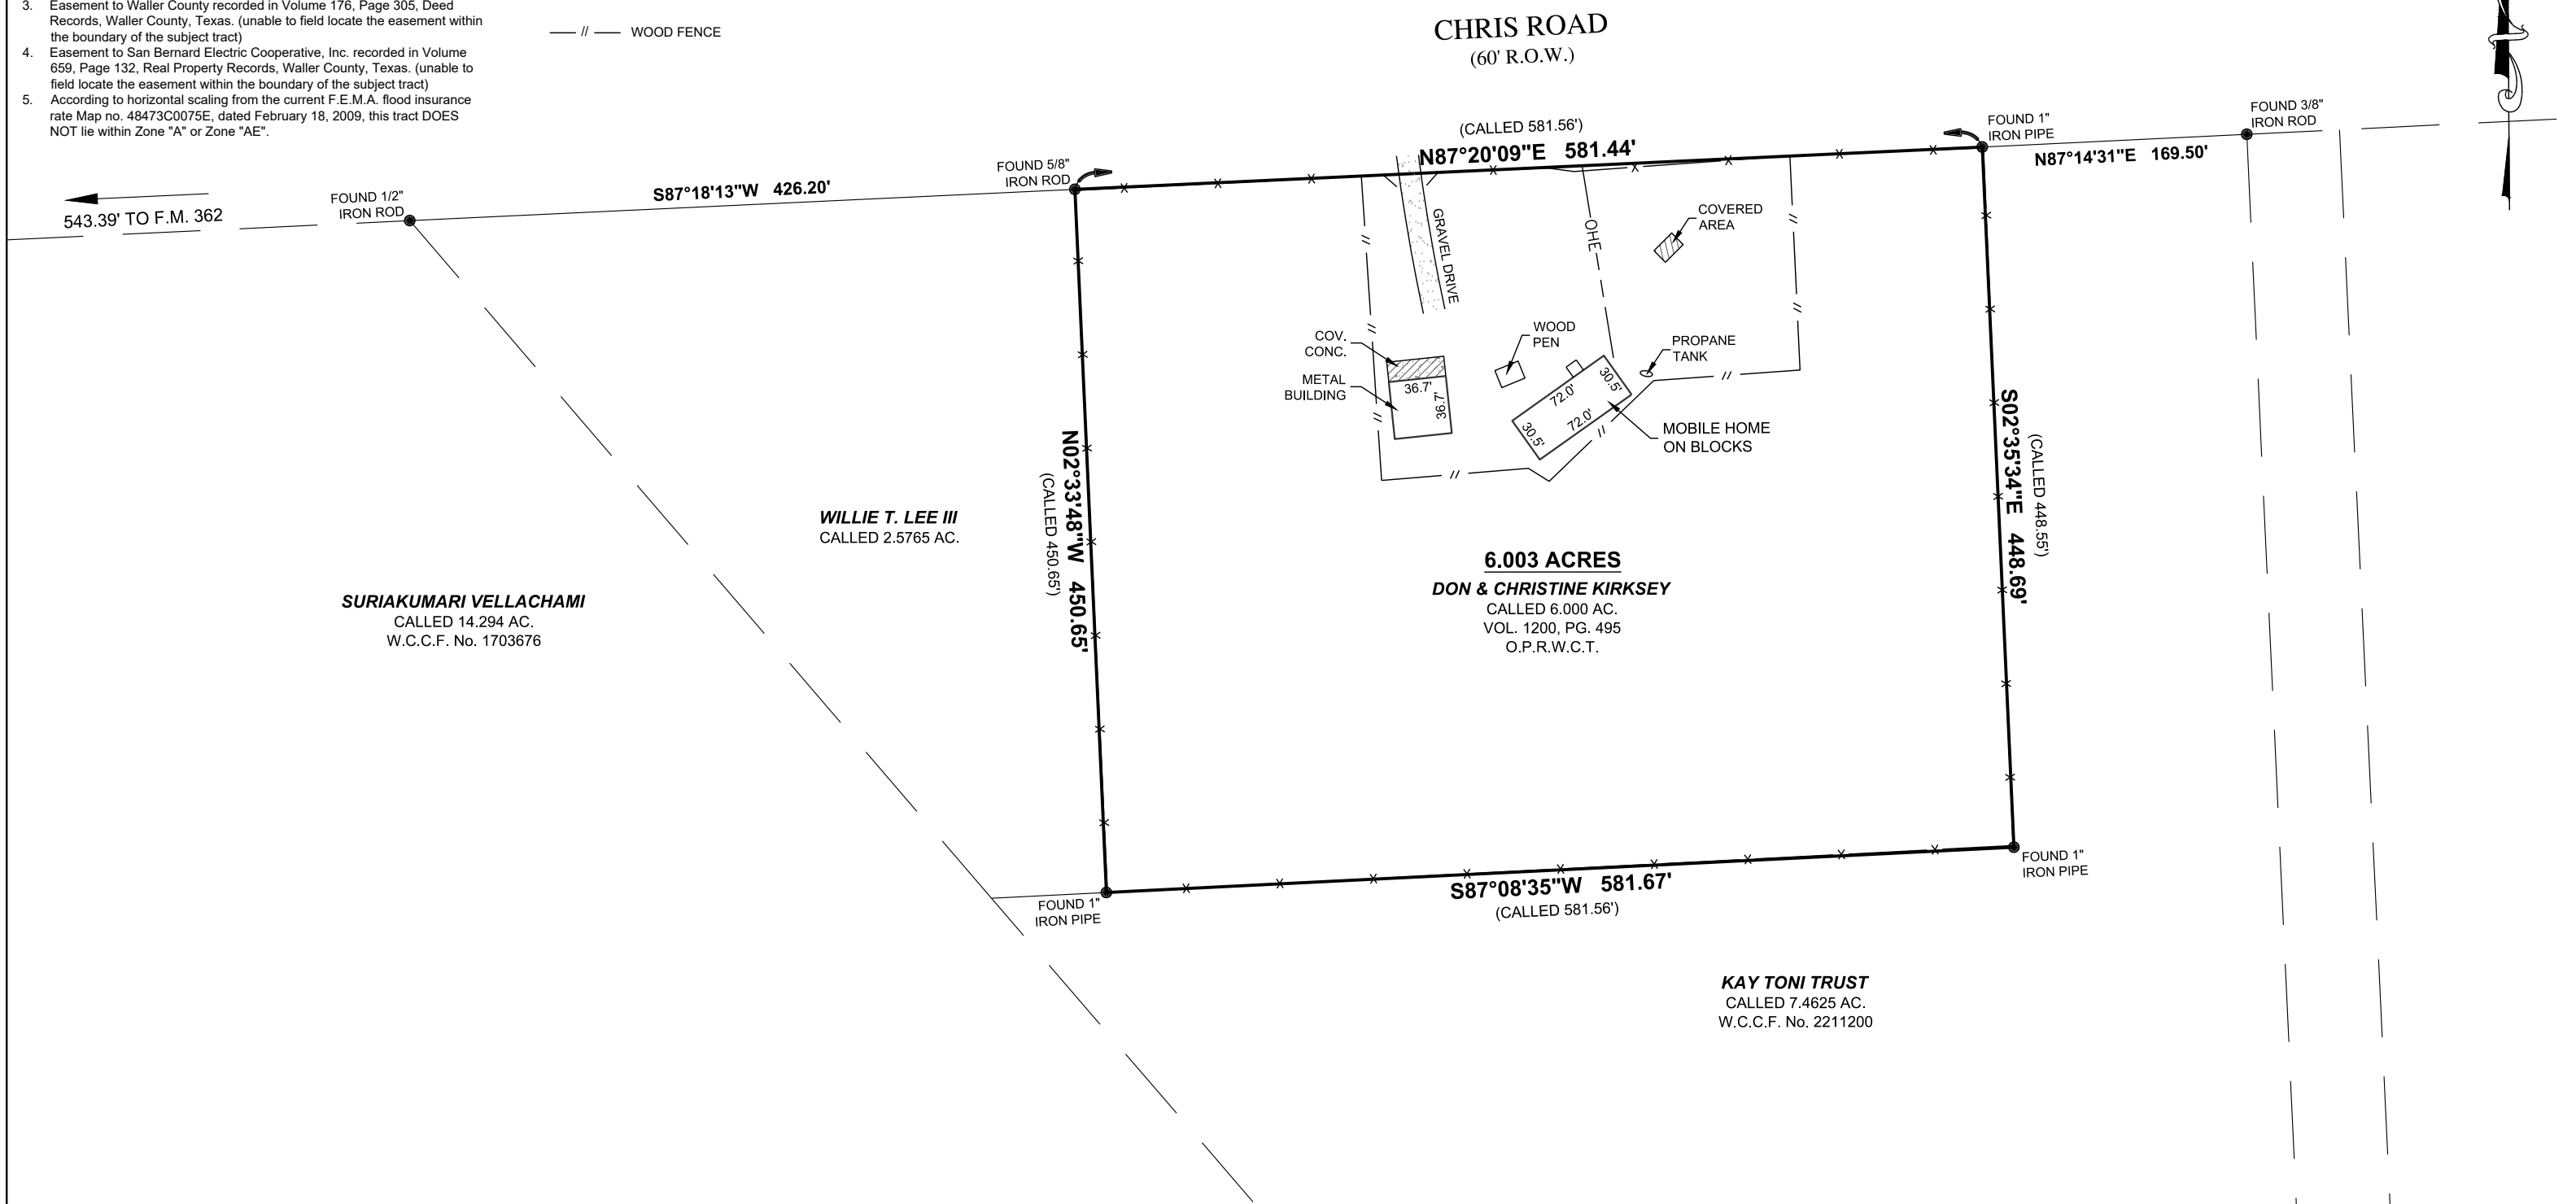 3. Easement to Waller County recorded in Volume 176, Page 305, Deed
Records, Waller County, Texas. (unable to field locate the easement within
the boundary of the subject tract)
4. Easement to San Bernard Electric Cooperative, Inc. recorded in Volume
659, Page 132, Real Property Records, Waller County, Texas. (unable to
field locate the easement within the boundary of the subject tract)
5. According to horizontal scaling from the current F.E.M.A. flood insurance
rate Map no. 48473C0075E, dated February 18, 2009, this tract DOES
NOT lie within Zone "A" or Zone "AE".
// WOOD FENCE
CHRIS ROAD
(60' R.O.W.)
FOUND 3/8"
IRON ROD
FOUND 1"
IRON PIPE
(CALLED 581.56')
N87°20'09"E 581.44'
N87°14'31"E 169.50'
FOUND 5/8"
IRON ROD
S87°18'13"W 426.20'
FOUND 1/2"
IRON ROD
543.39' TO F.M. 362
GRAVEL DRIVE
OHE
COVERED
AREA
COV.
CONC.
METAL
BUILDING
36.7'
36.7'
WOOD
PEN
PROPANE
TANK
72.0'
30.5'
72.0'
30.5'
MOBILE HOME
ON BLOCKS
N02°33'48"W 450.65'
(CALLED 450.65')
S02°35'34"E 448.69'
(CALLED 448.55')
WILLIE T. LEE III
CALLED 2.5765 AC.
6.003 ACRES
DON & CHRISTINE KIRKSEY
CALLED 6.000 AC.
VOL. 1200, PG. 495
O.P.R.W.C.T.
SURIAKUMARI VELLACHAMI
CALLED 14.294 AC.
W.C.C.F. No. 1703676
FOUND 1"
IRON PIPE
S87°08'35"W 581.67'
(CALLED 581.56')
FOUND 1"
IRON PIPE
KAY TONI TRUST
CALLED 7.4625 AC.
W.C.C.F. No. 2211200